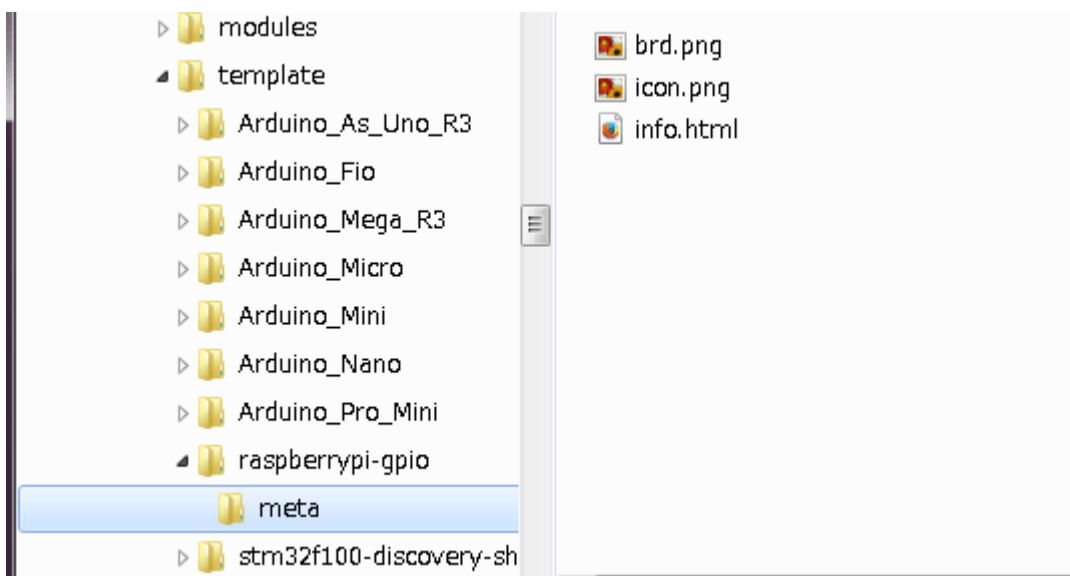 modules
template
Arduino_As_Uno_R3
Arduino_Fio
Arduino_Mega_R3
Arduino_Micro
Arduino_Mini
Arduino_Nano
Arduino_Pro_Mini
raspberrypi-gpio
meta
stm32f100-discovery-sh
brd.png
icon.png
info.html